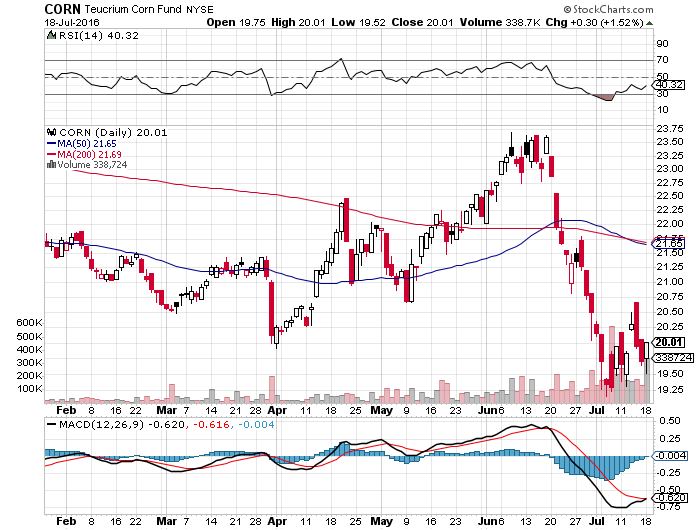 CORN Teucrium Corn Fund NYSE
© StockCharts.com
18-Jul-2016
Open 19.75 High 20.01 Low 19.52 Close 20.01 Volume 338.7K Chg +0.30 (+1.52%)
RSI(14) 40.32
90
70
50
40.32
30
10
CORN (Daily) 20.01
MA(50) 21.65
MA(200) 21.69
Volume 338,724
23.75
23.50
23.25
23.00
22.75
22.50
22.25
22.00
21.65
21.50
21.25
21.00
20.75
20.50
20.25
20.01
338724
19.50
19.25
600K
500K
400K
300K
200K
100K
Feb 8 16 22 Mar 7 14 21 28 Apr 11 18 25 May 9 16 23 Jun 6 13 20 27 Jul 11 18
MACD(12,26,9) -0.620, -0.616, -0.004
0.50
0.25
-0.004
-0.25
-0.50
-0.620
-0.75
Feb 8 16 22 Mar 7 14 21 28 Apr 11 18 25 May 9 16 23 Jun 6 13 20 27 Jul 11 18